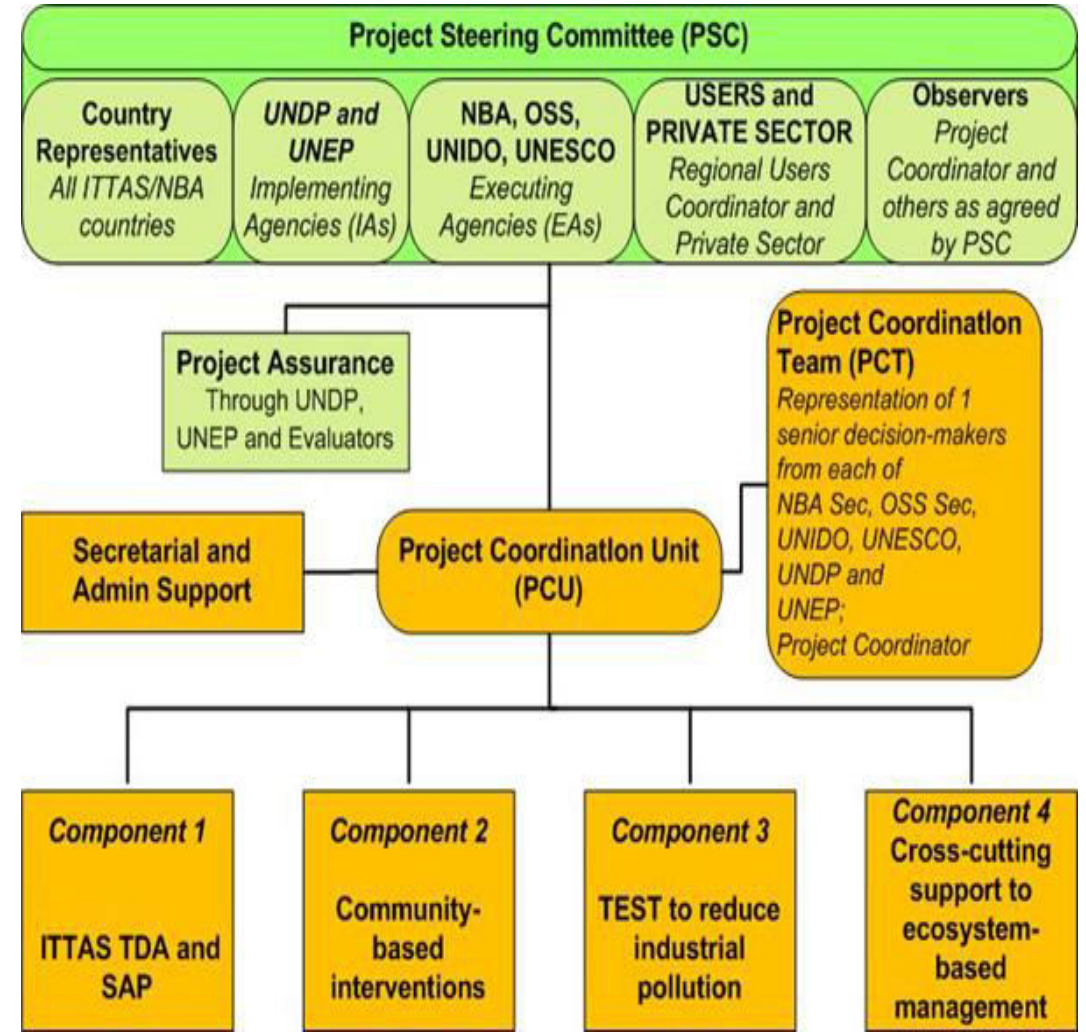 Project Steering Committee (PSC)
Country
Representatives
All ITTAS/NBA
countries
UNDP and
UNEP
Implementing
Agencies (IAs)
NBA, OSS,
UNIDO, UNESCO
Executing
Agencies (EAs)
USERS and
PRIVATE SECTOR
Regional Users
Coordinator and
Private Sector
Observers
Project
Coordinator and
others as agreed
by PSC
Project Assurance
Through UNDP,
UNEP and Evaluators
Project Coordination
Team (PCT)
Representation of 1
senior decision-makers
from each of
NBA Sec, OSS Sec,
UNIDO, UNESCO,
UNDP and
UNEP;
Project Coordinator
Secretarial and
Admin Support
Project Coordination Unit
(PCU)
Component 1
ITTAS TDA and
SAP
Component 2
Community-
based
interventions
Component 3
TEST to reduce
industrial
pollution
Component 4
Cross-cutting
support to
ecosystem-
based
management